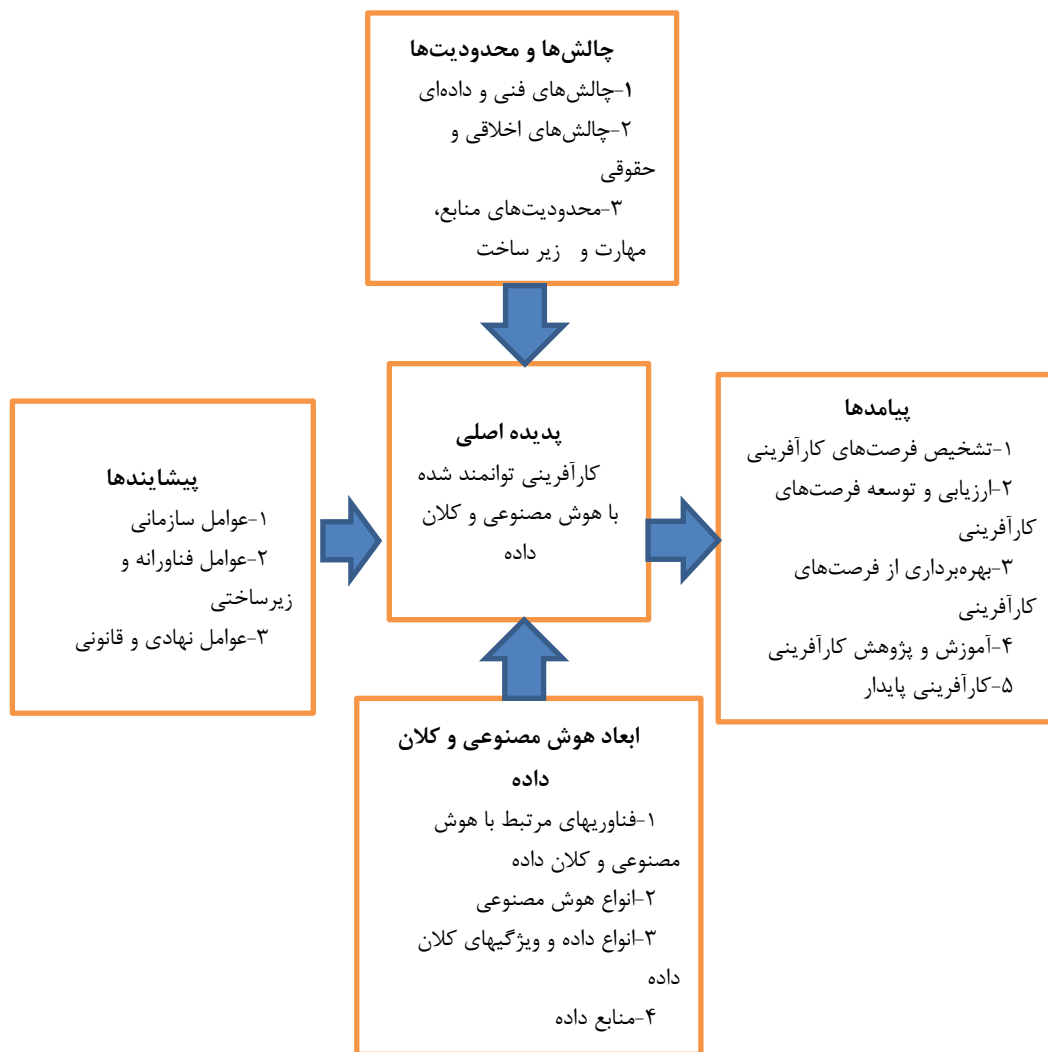 چالش‌ها و محدودیت‌ها
۱-چالش‌های فنی و داده‌ای
۲-چالش‌های اخلاقی و
حقوقی
۳-محدودیت‌های منابع،
مهارت و زیر ساخت
پدیده اصلی
کارآفرینی توانمند شده
با هوش مصنوعی و کلان
داده
پیشایندها
۱-عوامل سازمانی
۲-عوامل فناورانه و
زیرساختی
۳-عوامل نهادی و قانونی
پیامدها
۱-تشخیص فرصت‌های کارآفرینی
۲-ارزیابی و توسعه فرصت‌های
کارآفرینی
۳-بهره‌برداری از فرصت‌های
کارآفرینی
۴-آموزش و پژوهش کارآفرینی
۵-کارآفرینی پایدار
ابعاد هوش مصنوعی و کلان
داده
۱-فناوریهای مرتبط با هوش
مصنوعی و کلان داده
۲-انواع هوش مصنوعی
۳-انواع داده و ویژگیهای کلان
داده
۴-منابع داده